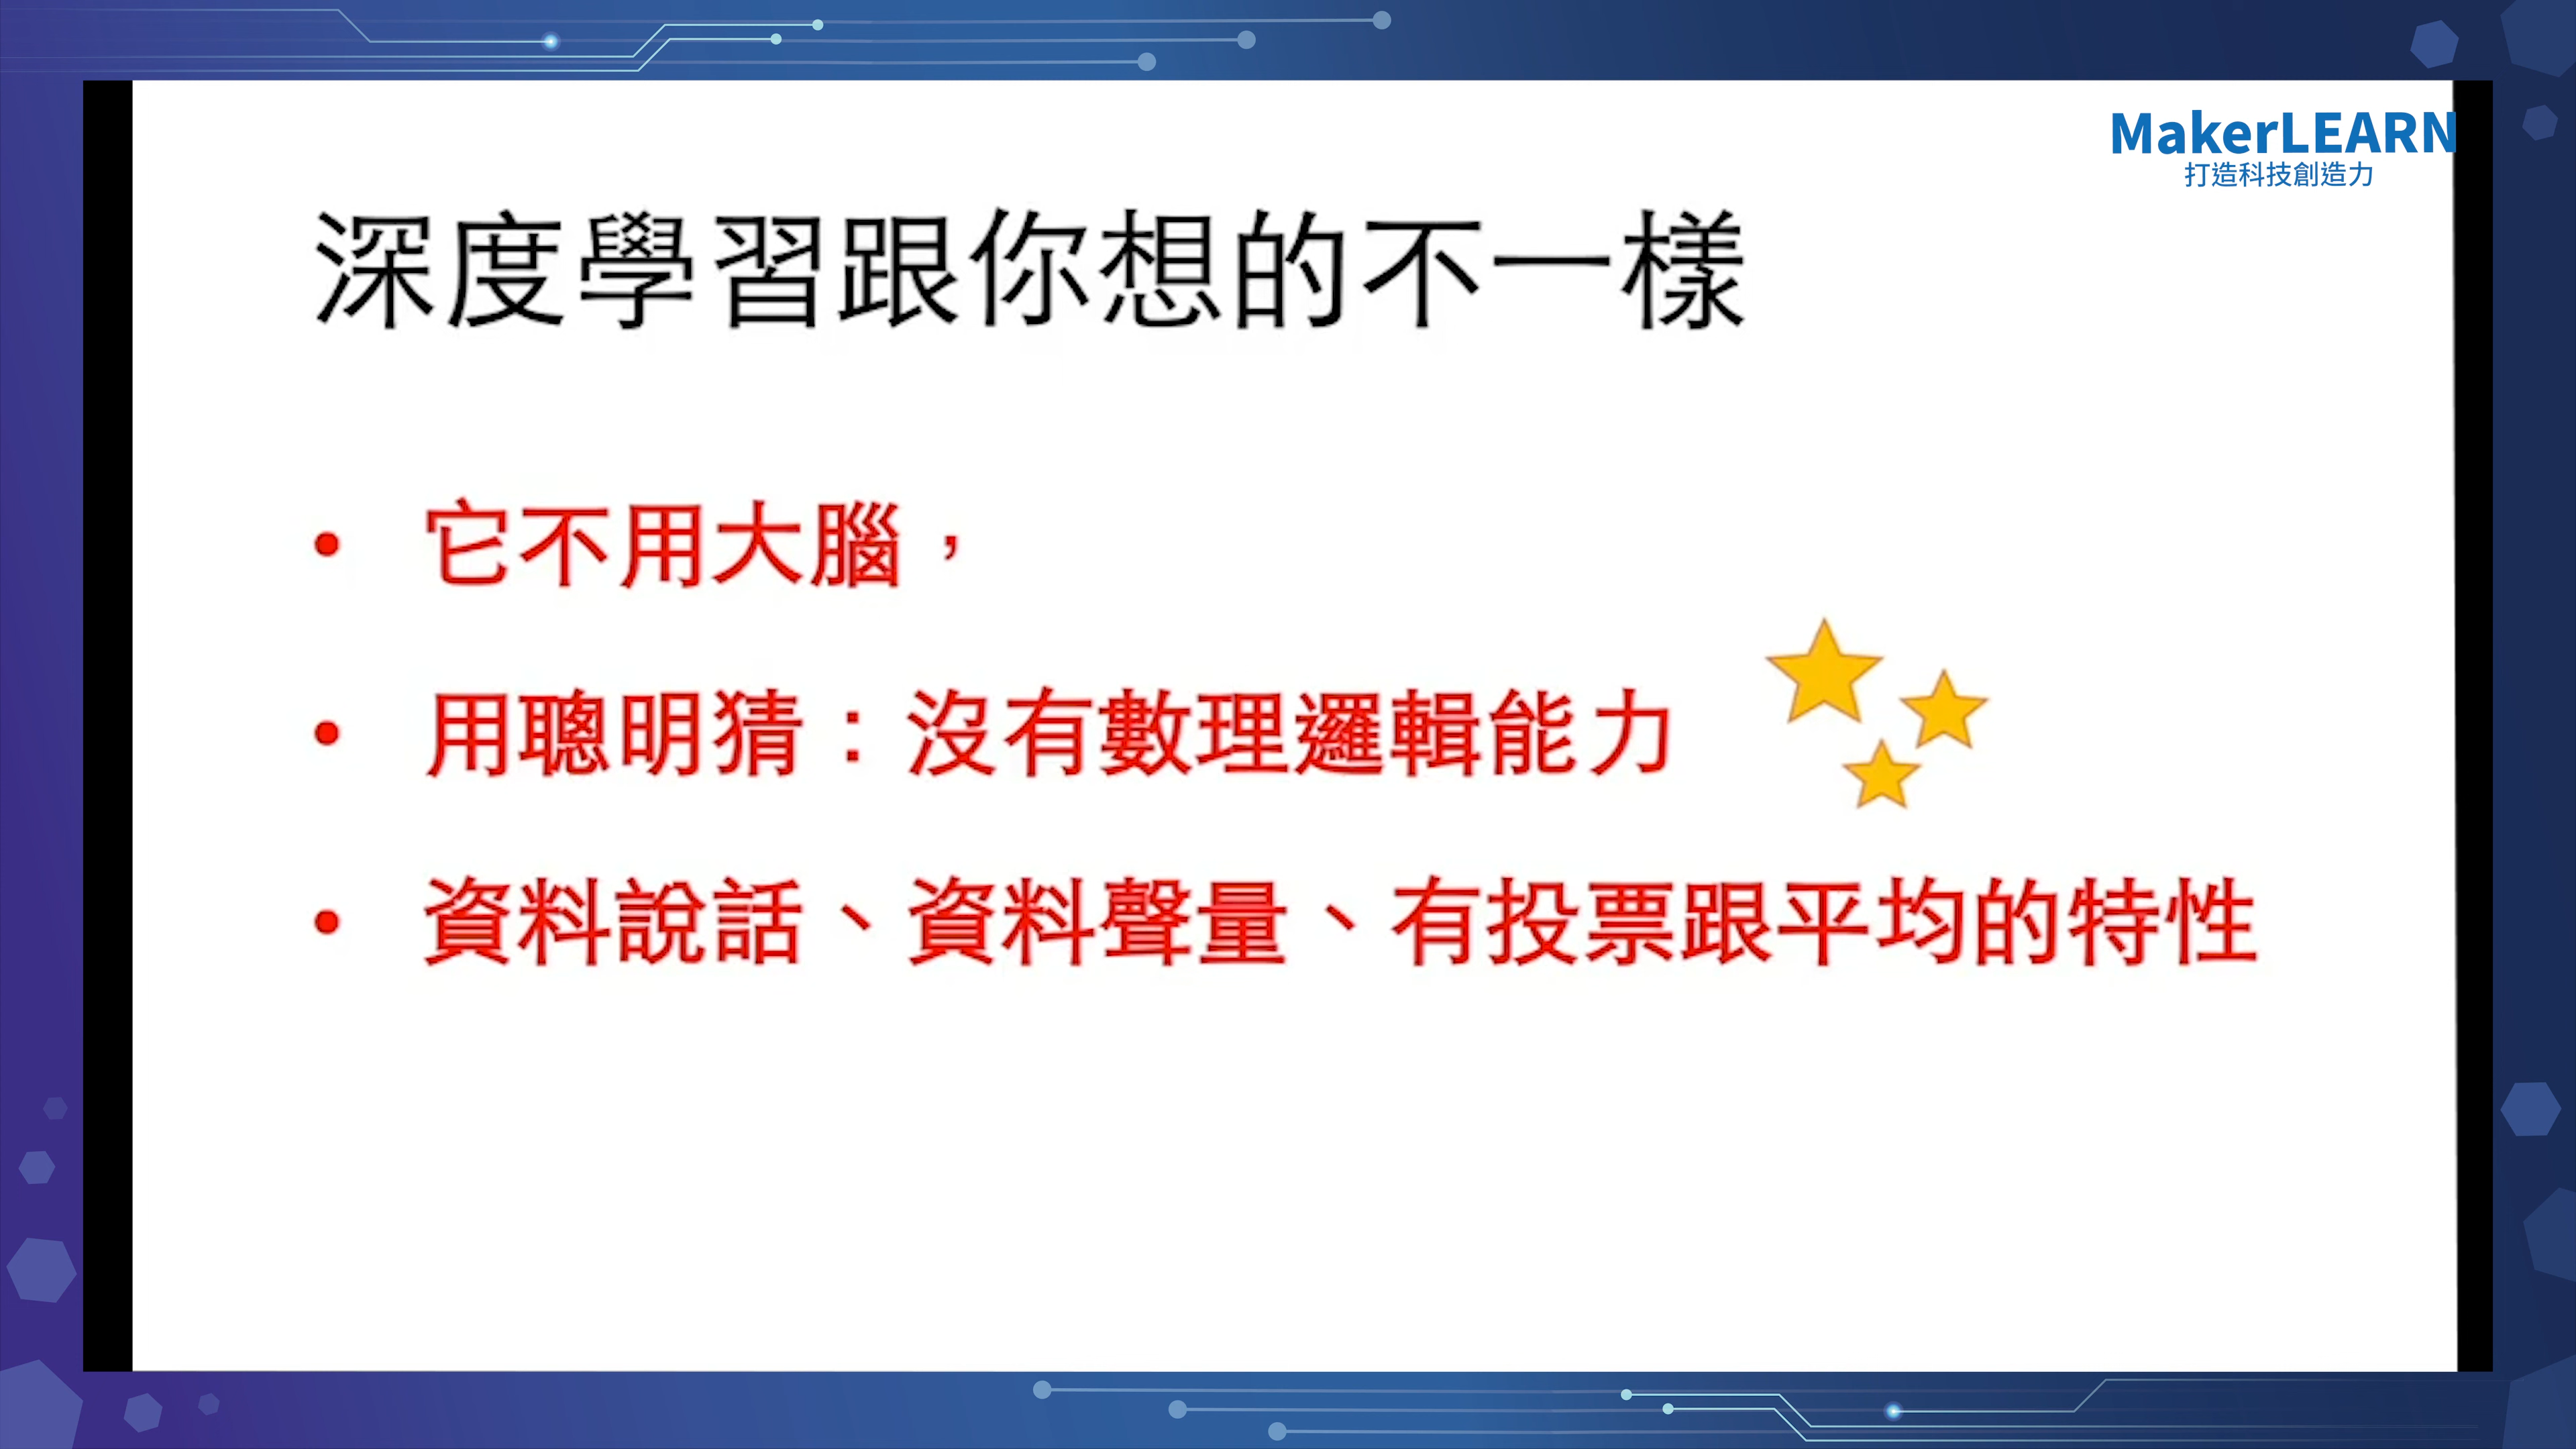 MakerLEARN
打造科技創造力
深度學習跟你想的不一樣
• 它不用大腦，
• 用聰明猜：沒有數理邏輯能力
• 資料說話、資料聲量、有投票跟平均的特性